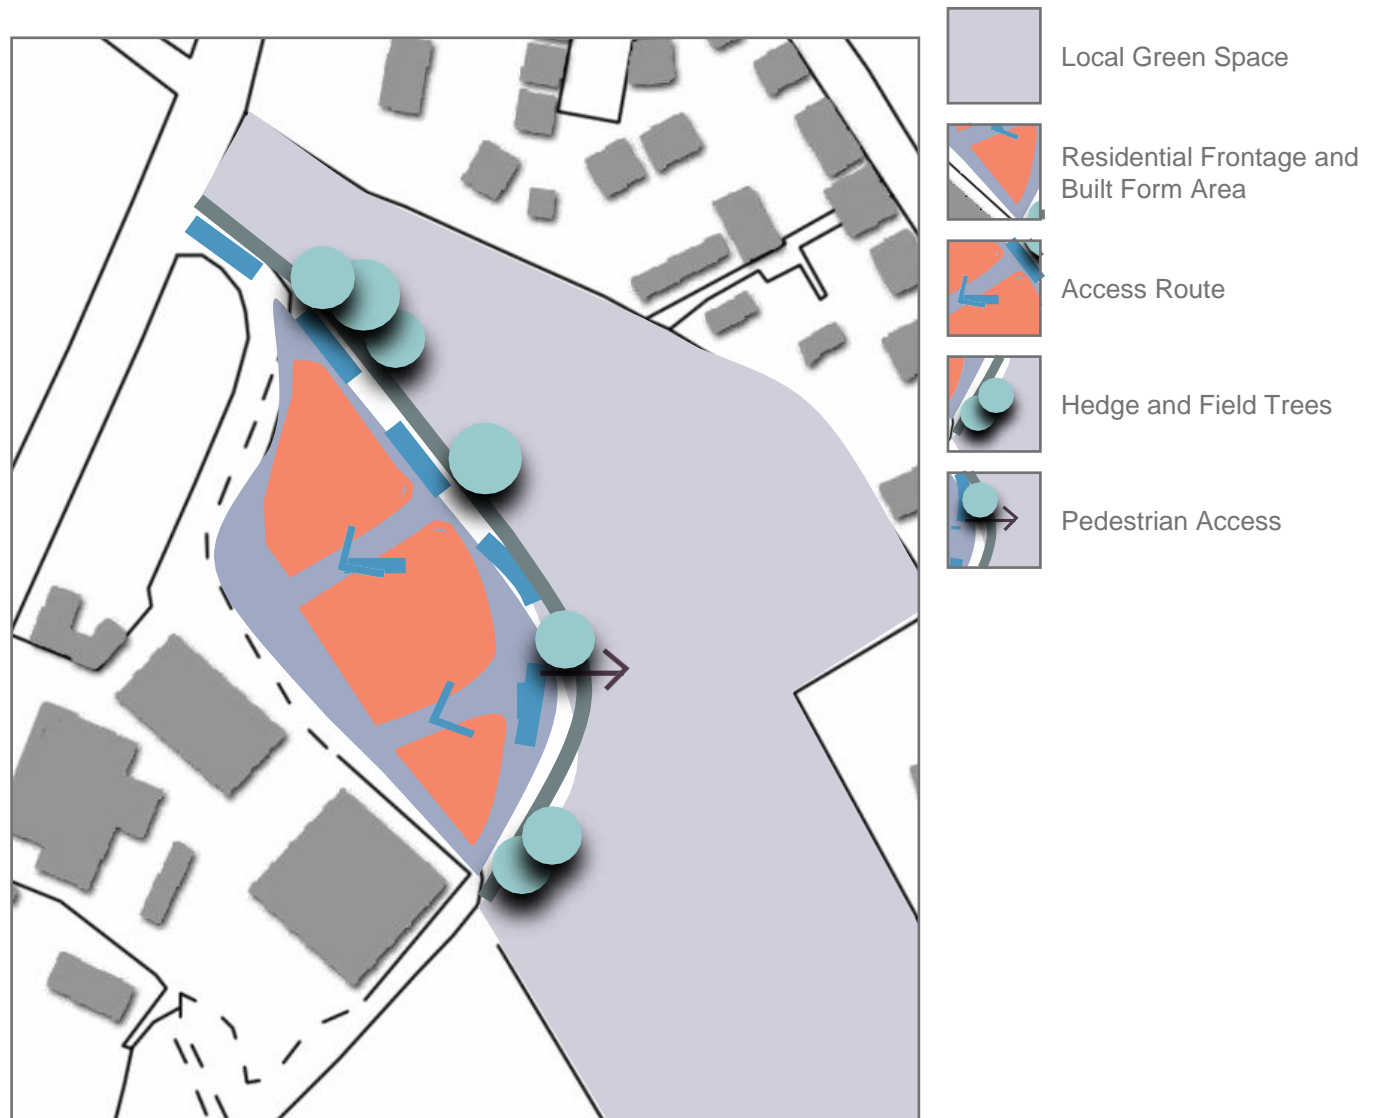 Local Green Space
Residential Frontage and
Built Form Area
Access Route
Hedge and Field Trees
Pedestrian Access